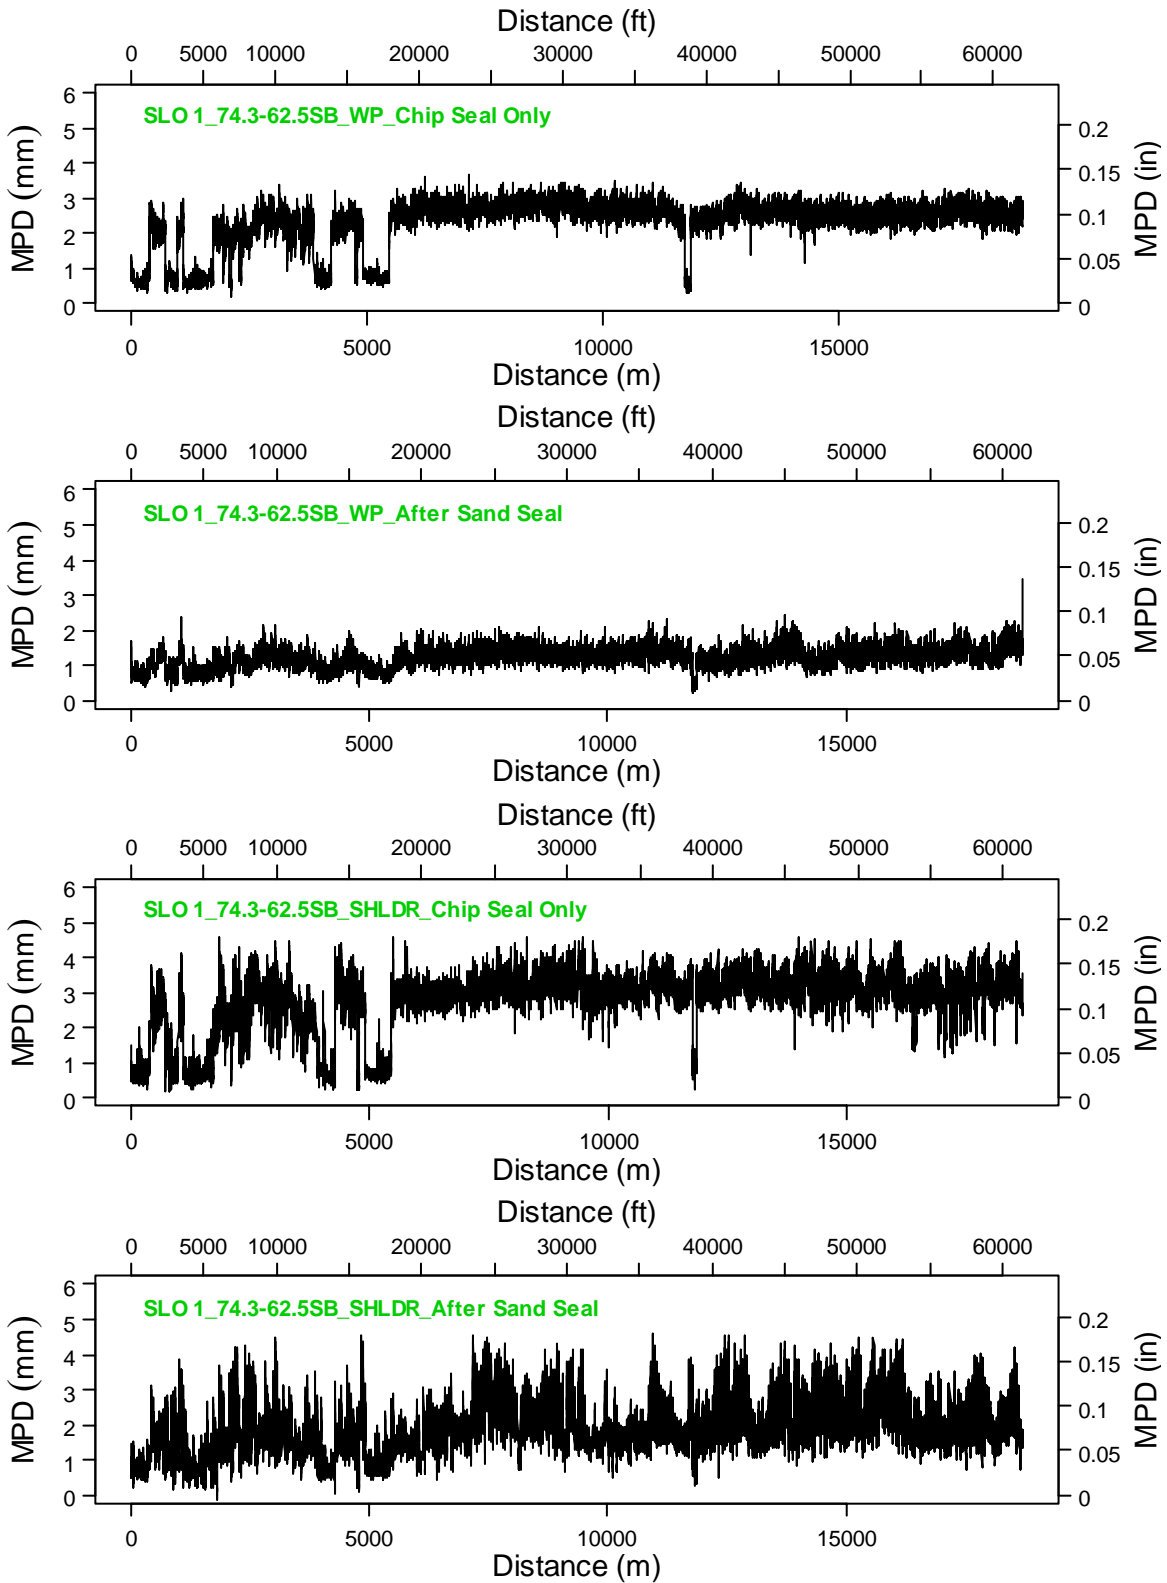 Distance (ft)
0 5000 10000 20000 30000 40000 50000 60000
SLO 1_74.3-62.5SB_WP_Chip Seal Only
MPD (mm)
6
5
4
3
2
1
0
0.2
0.15
0.1
0.05
0
MPD (in)
0 5000 10000 15000
Distance (m)
Distance (ft)
0 5000 10000 20000 30000 40000 50000 60000
SLO 1_74.3-62.5SB_WP_After Sand Seal
MPD (mm)
6
5
4
3
2
1
0
0.2
0.15
0.1
0.05
0
MPD (in)
0 5000 10000 15000
Distance (m)
Distance (ft)
0 5000 10000 20000 30000 40000 50000 60000
SLO 1_74.3-62.5SB_SHLDR_Chip Seal Only
MPD (mm)
6
5
4
3
2
1
0
0.2
0.15
0.1
0.05
0
MPD (in)
0 5000 10000 15000
Distance (m)
Distance (ft)
0 5000 10000 20000 30000 40000 50000 60000
SLO 1_74.3-62.5SB_SHLDR_After Sand Seal
MPD (mm)
6
5
4
3
2
1
0
0.2
0.15
0.1
0.05
0
MPD (in)
0 5000 10000 15000
Distance (m)